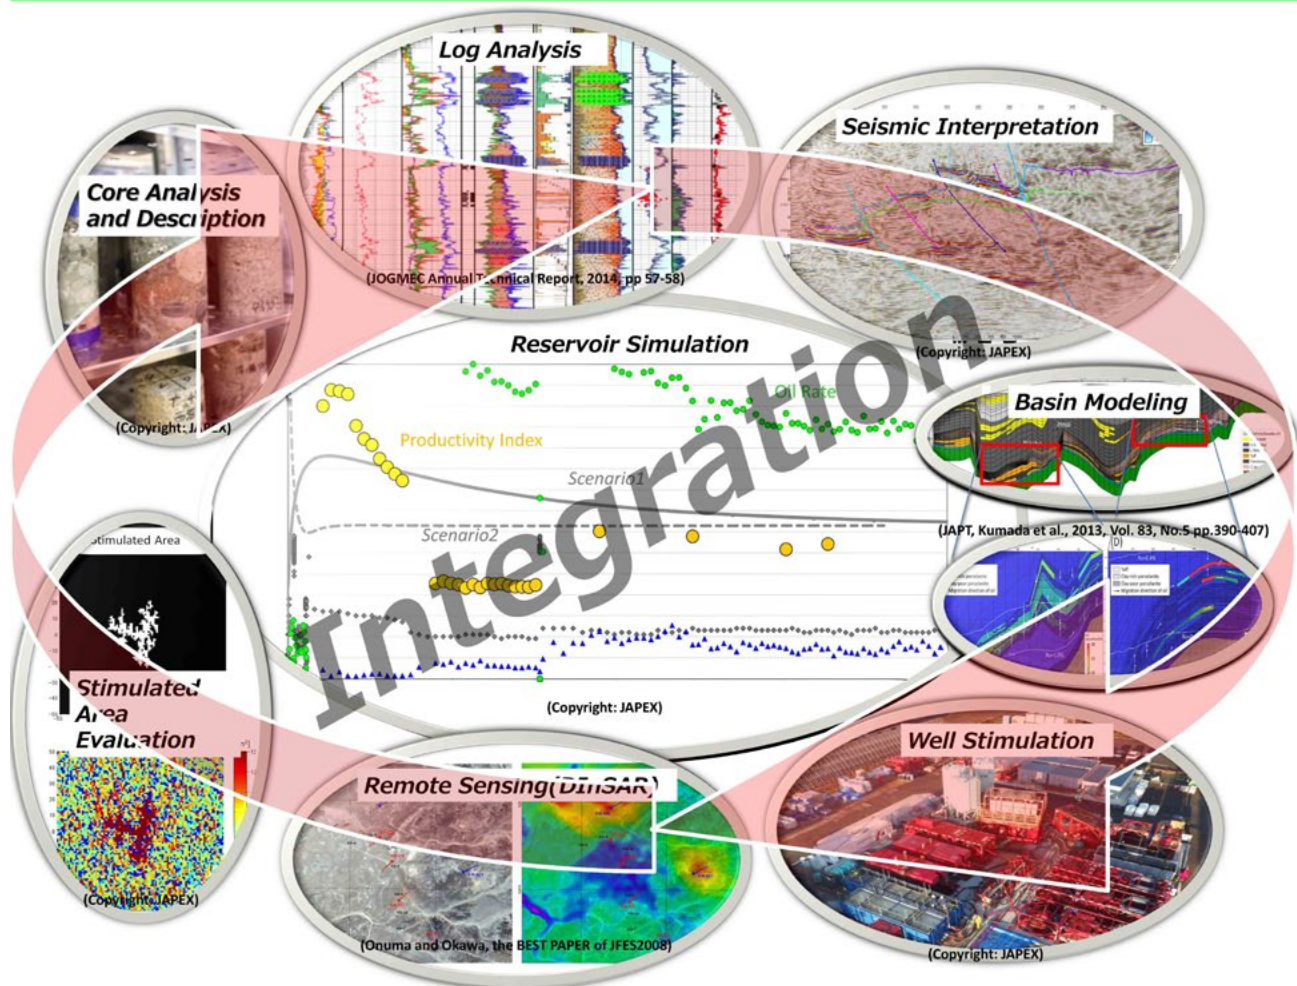 Log Analysis
Seismic Interpretation
Core Analysis
and Description
(JOGMEC Annual Technical Report, 2014, pp 57-58)
(Copyright: JAPEX)
Reservoir Simulation
Integration
Oil Rate
Basin Modeling
(Copyright: JAPEX)
Productivity Index
Scenario1
Scenario2
(JAPT, Kumada et al., 2013, Vol. 83, No.5 pp.390-407)
Stimulated Area
Stimulated
Area
Evaluation
(Copyright: JAPEX)
Well Stimulation
Remote Sensing(DInSAR)
(Copyright: JAPEX)
(Onuma and Okawa, the BEST PAPER of JFES2008)
(Copyright: JAPEX)